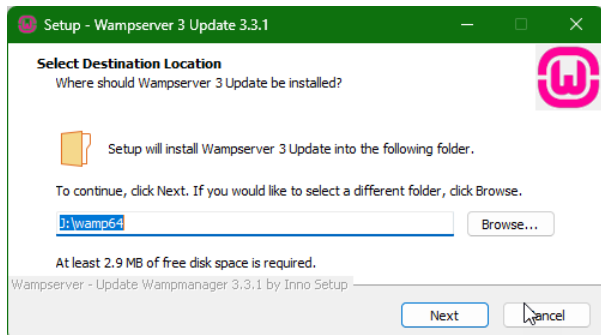 Setup - Wampserver 3 Update 3.3.1
Select Destination Location
Where should Wampserver 3 Update be installed?
W
Setup will install Wampserver 3 Update into the following folder.
To continue, click Next. If you would like to select a different folder, click Browse.
J:\wamp64
Browse...
At least 2.9 MB of free disk space is required.
Wampserver - Update Wampmanager 3.3.1 by Inno Setup
Next
Cancel